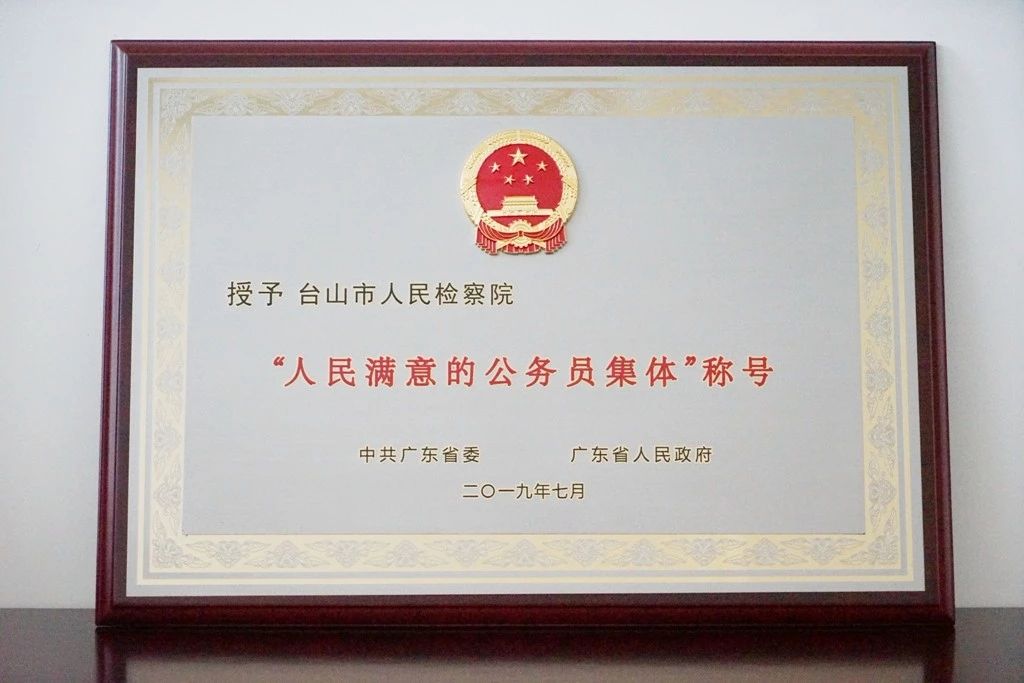 授予 台山市人民检察院
“人民满意的公务员集体”称号
中共广东省委 广东省人民政府
二〇一九年七月